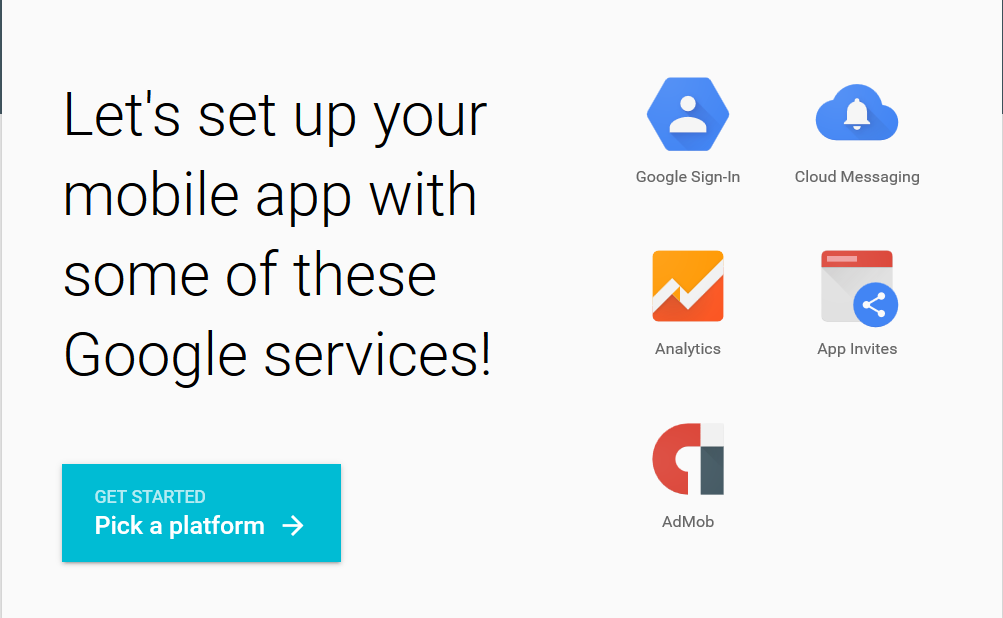 Let's set up your
mobile app with
some of these
Google services!
GET STARTED
Pick a platform
Google Sign-In
Cloud Messaging
Analytics
App Invites
AdMob